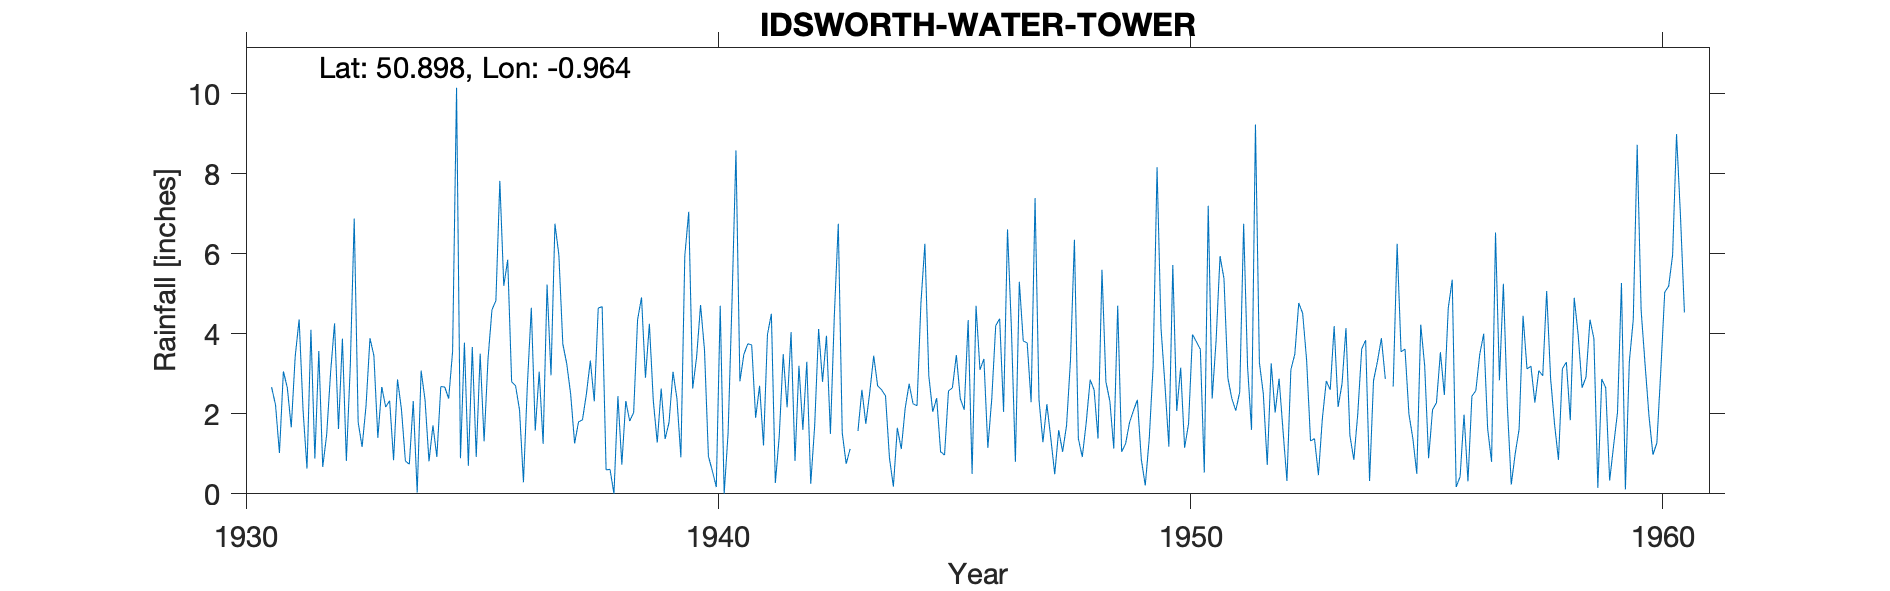 IDSWORTH-WATER-TOWER
Lat: 50.898, Lon: -0.964
Rainfall [inches]
10
8
6
4
2
0
1930 1940 1950 1960
Year